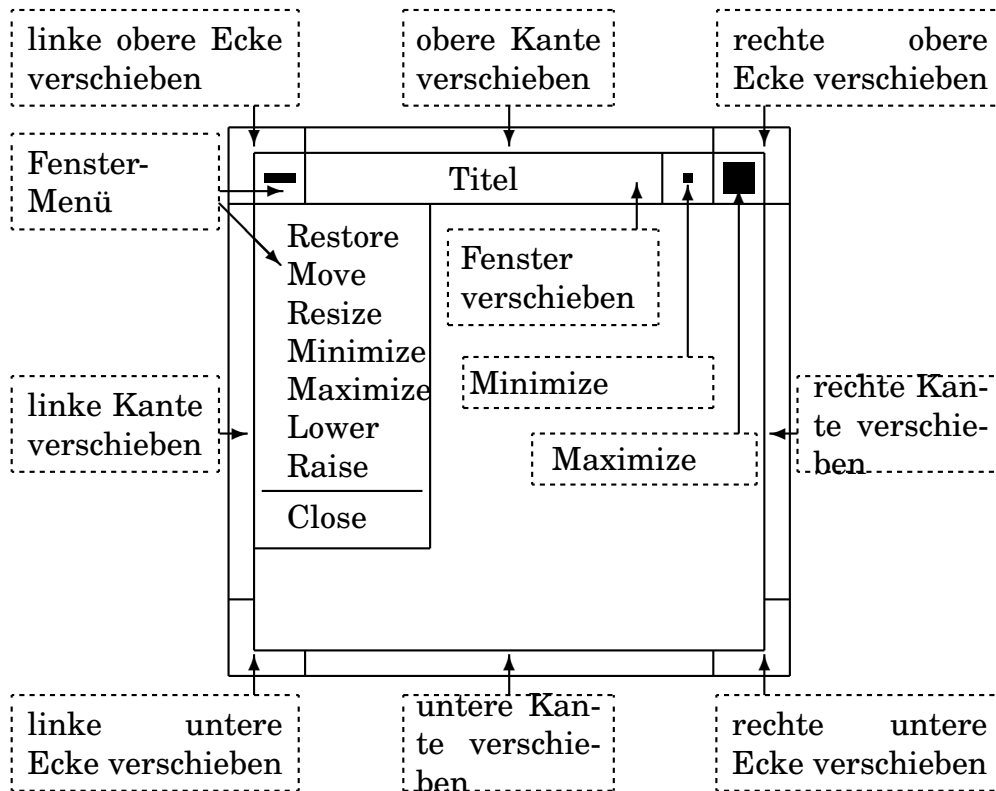 linke obere Ecke
verschieben
obere Kante
verschieben
rechte obere
Ecke verschieben
Fenster-
Menü
Titel
Restore
Move
Resize
Minimize
Maximize
Lower
Raise
Close
Fenster
verschieben
Minimize
Maximize
linke Kante
verschieben
rechte Kan-
te verschie-
ben
linke untere
Ecke verschieben
untere Kan-
te verschie-
ben
rechte untere
Ecke verschieben